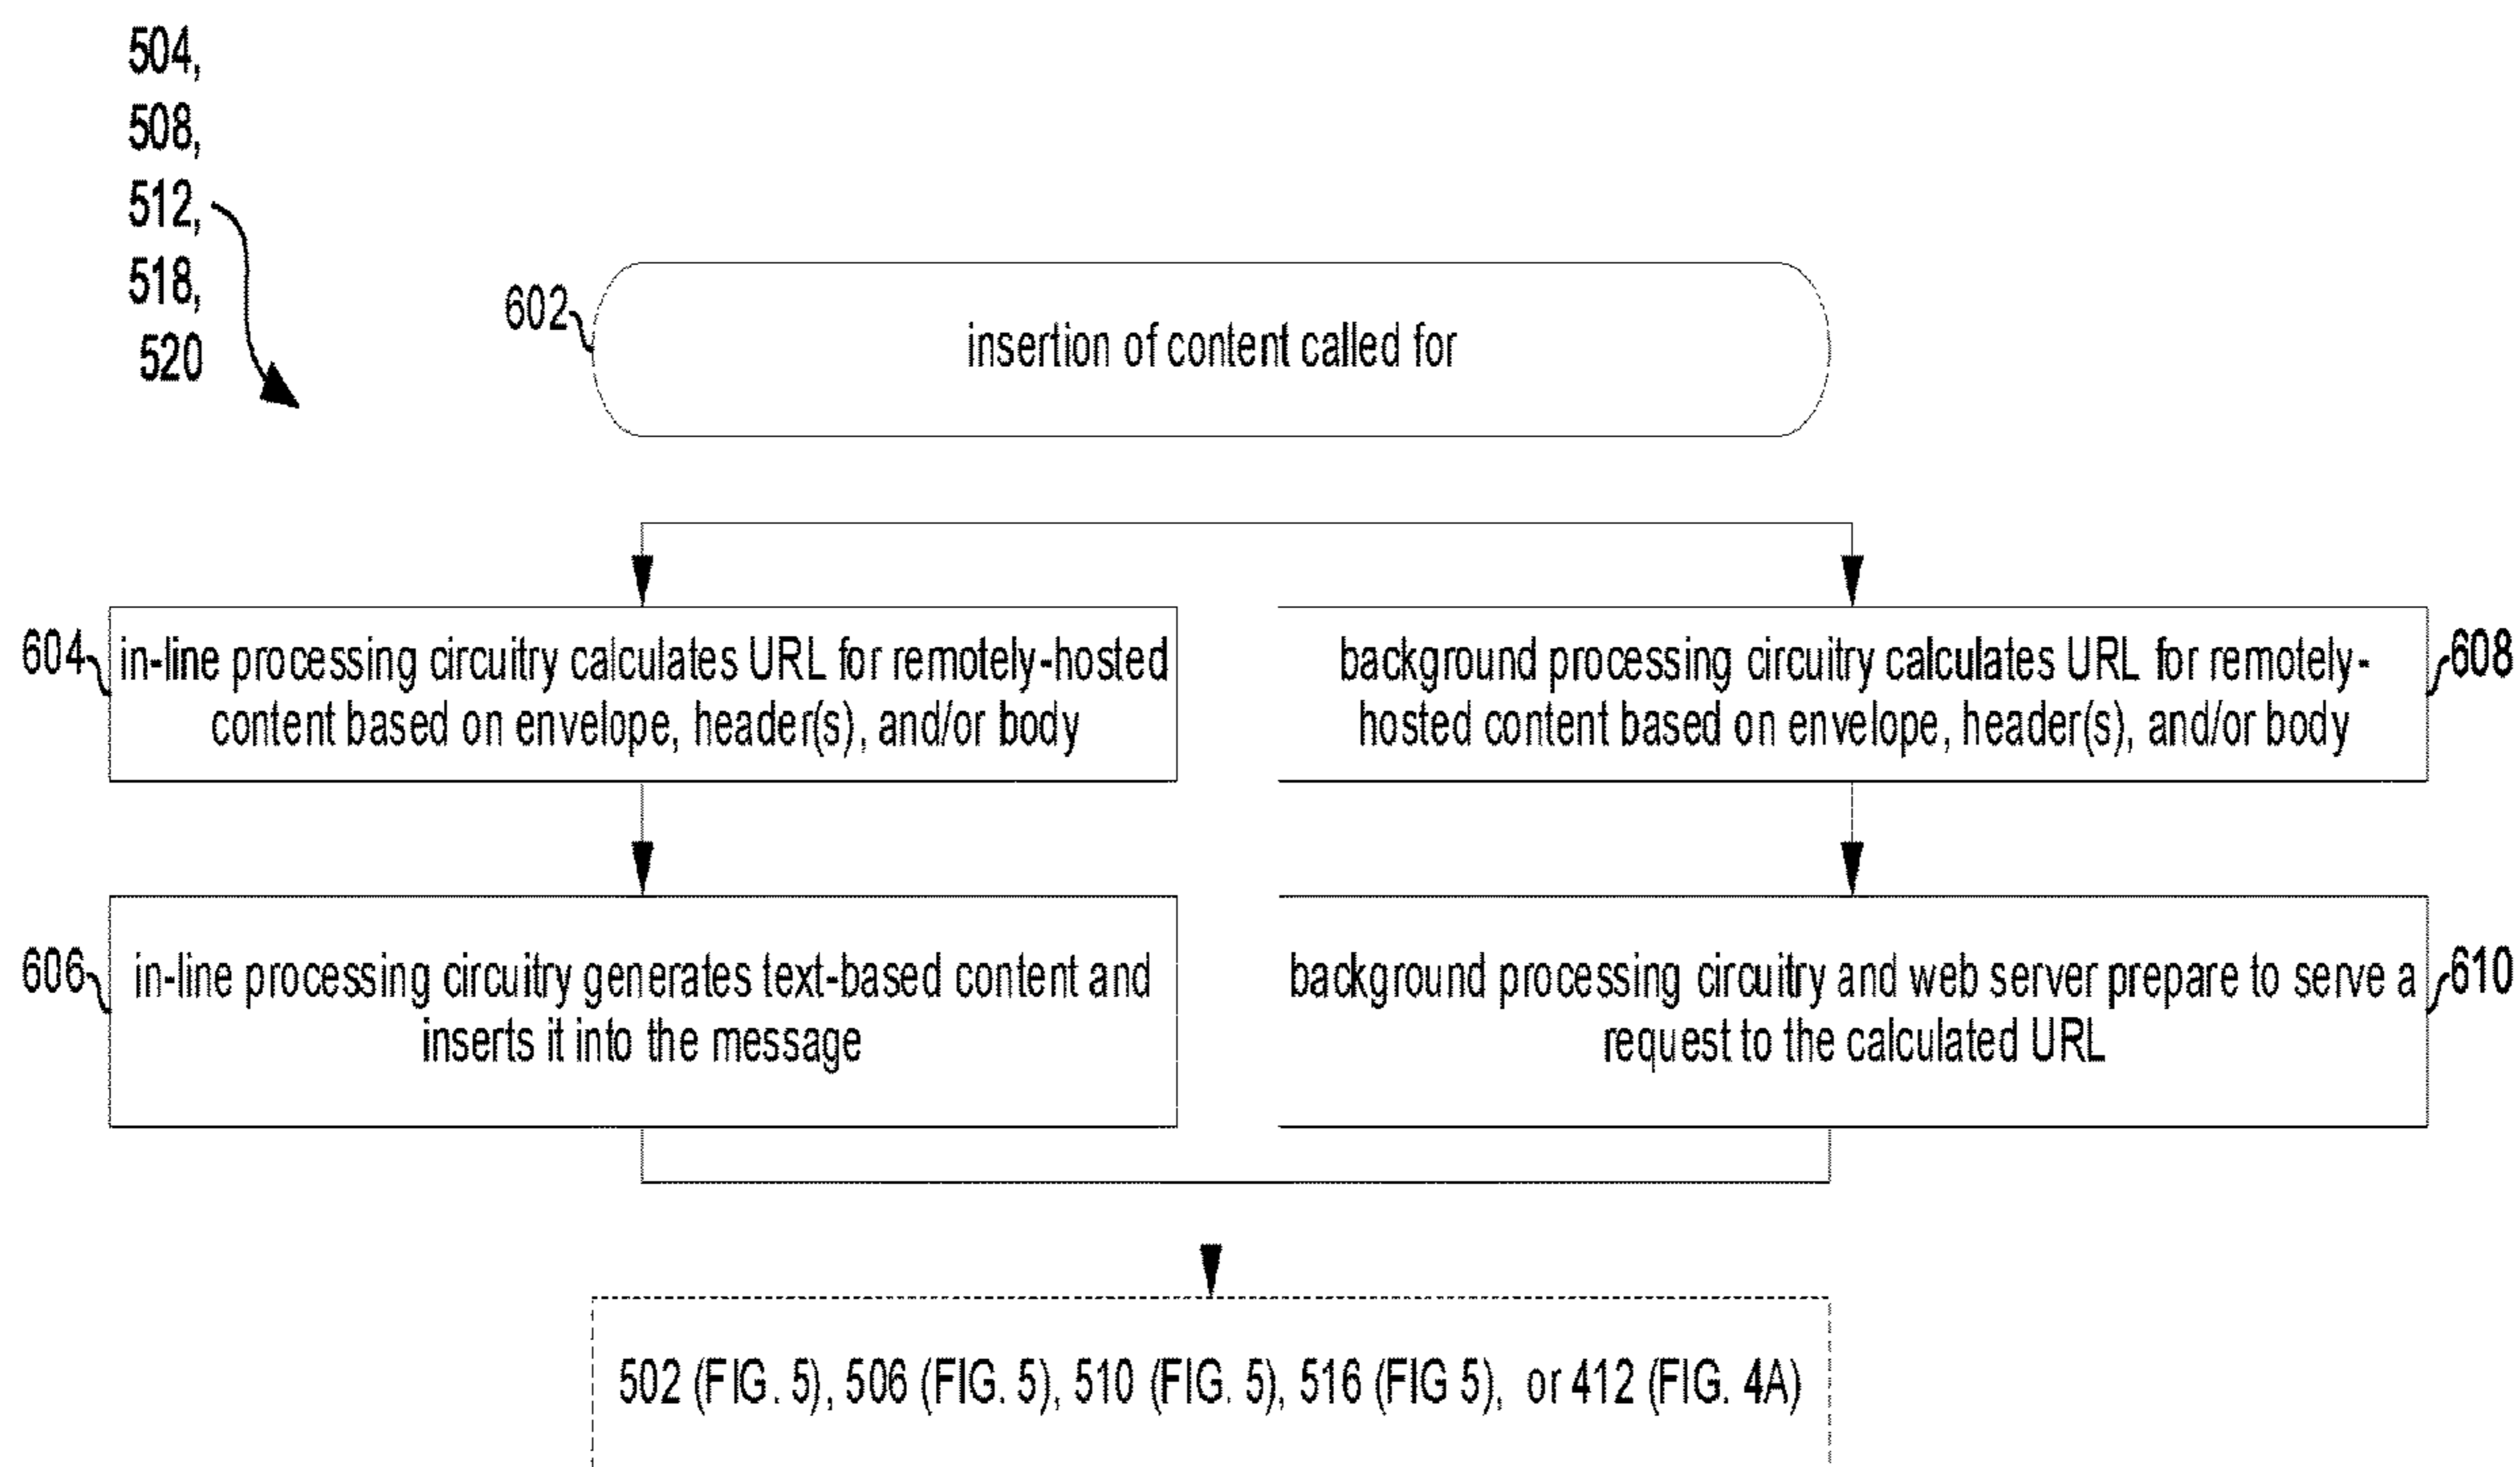 504,
508,
512,
518,
520
602
insertion of content called for
604
in-line processing circuitry calculates URL for remotely-hosted
content based on envelope, header(s), and/or body
background processing circuitry calculates URL for remotely-
hosted content based on envelope, header(s), and/or body
608
606
in-line processing circuitry generates text-based content and
inserts it into the message
background processing circuitry and web server prepare to serve a
request to the calculated URL
610
502 (FIG. 5), 506 (FIG. 5), 510 (FIG. 5), 516 (FIG 5), or 412 (FIG. 4A)